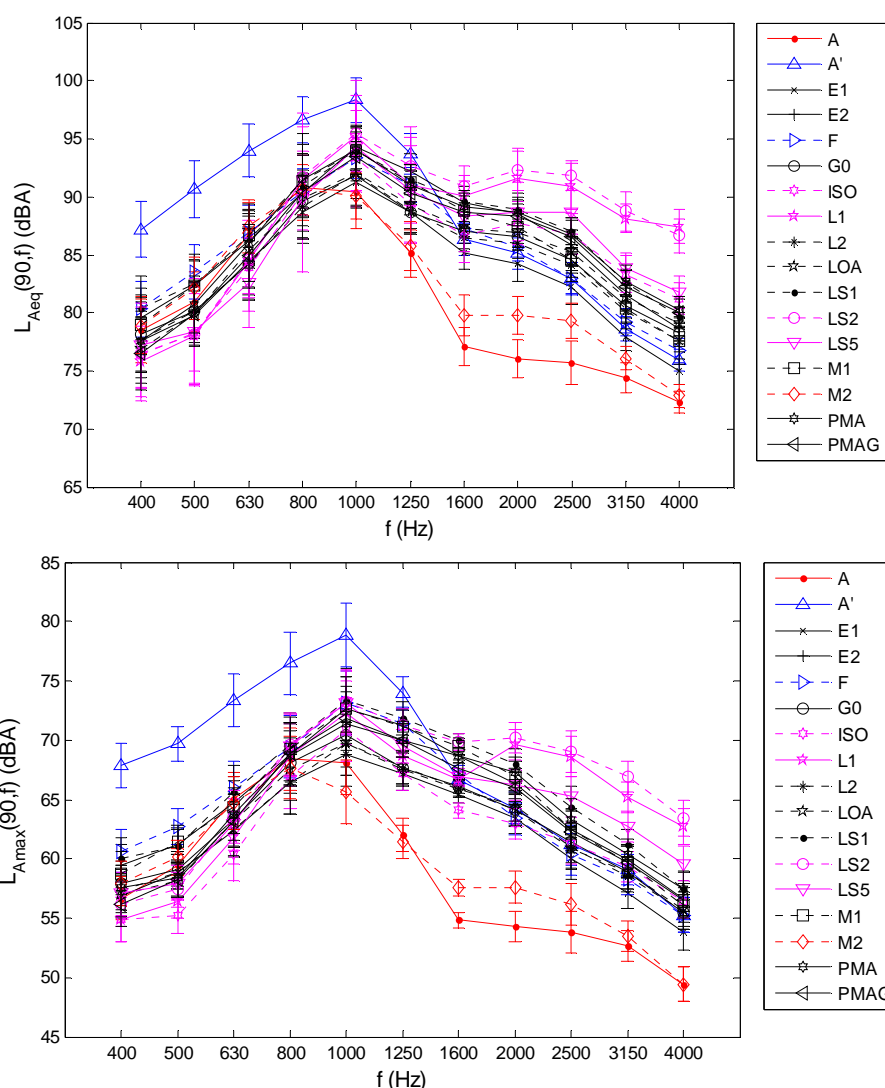 105
100
95
90
85
80
75
70
65
L_Aeq(90,f) (dBA)
400 500 630 800 1000 1250 1600 2000 2500 3150 4000
f (Hz)
A
A'
E1
E2
F
G0
ISO
L1
L2
LOA
LS1
LS2
LS5
M1
M2
PMA
PMAG
85
80
75
70
65
60
55
50
45
L_Amax(90,f) (dBA)
400 500 630 800 1000 1250 1600 2000 2500 3150 4000
f (Hz)
A
A'
E1
E2
F
G0
ISO
L1
L2
LOA
LS1
LS2
LS5
M1
M2
PMA
PMAG